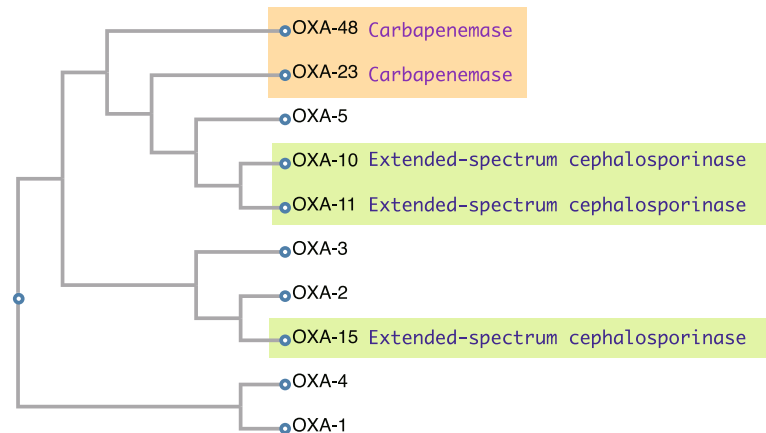 OXA-48 Carbapenemase
OXA-23 Carbapenemase
OXA-5
OXA-10 Extended-spectrum cephalosporinase
OXA-11 Extended-spectrum cephalosporinase
OXA-3
OXA-2
OXA-15 Extended-spectrum cephalosporinase
OXA-4
OXA-1